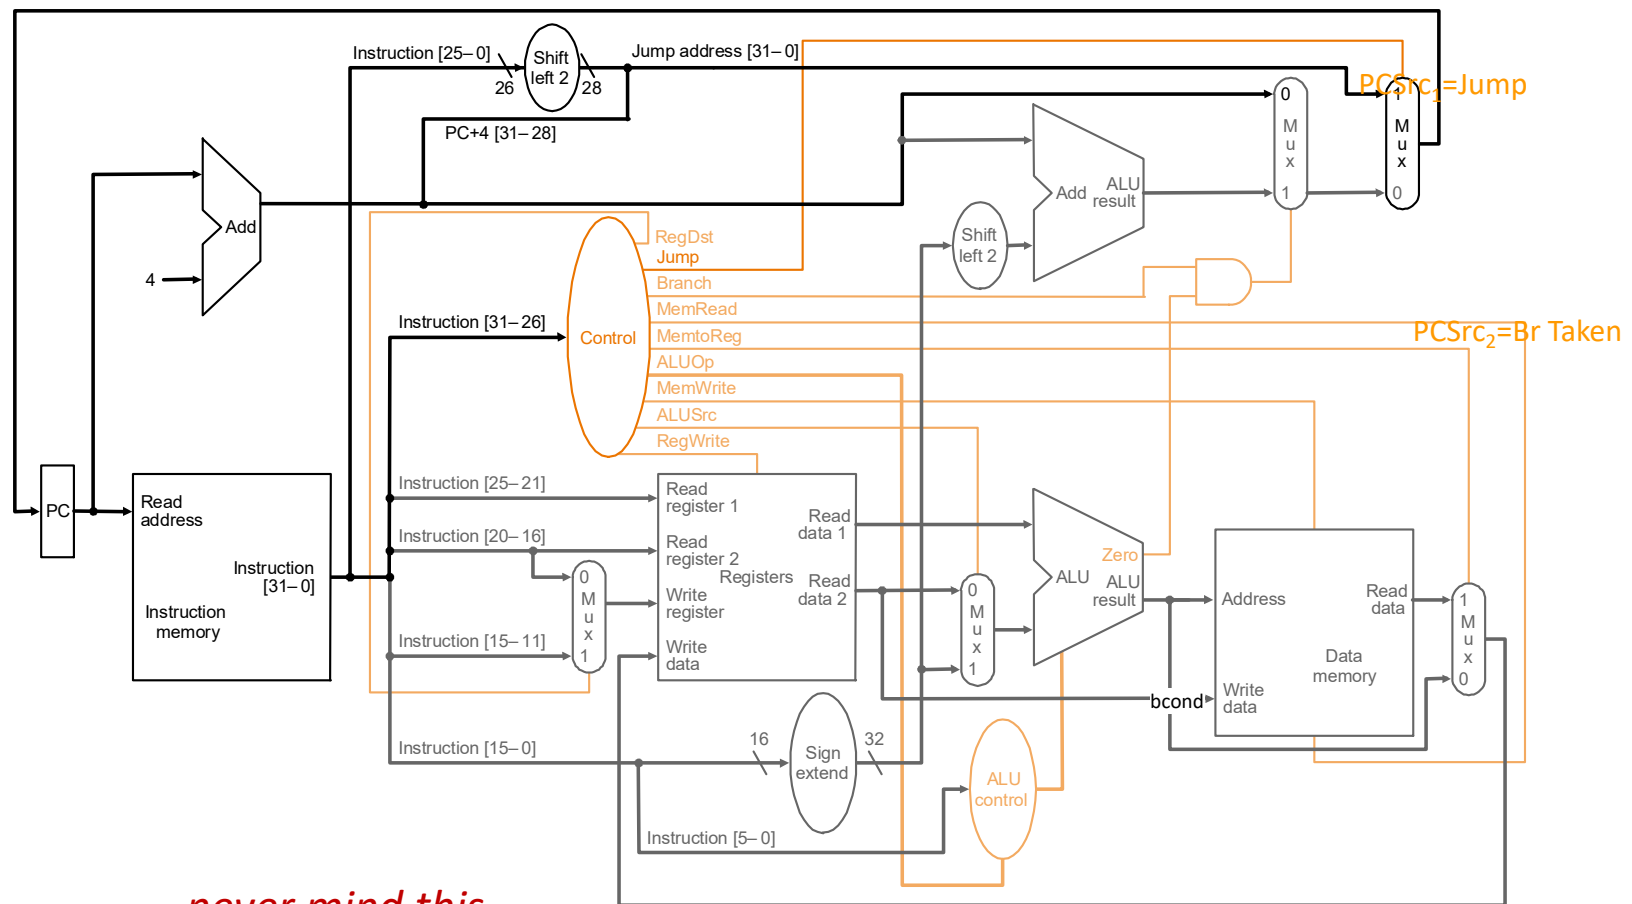 Instruction [25–0]
Shift
left 2
Jump address [31–0]
26
28
PC+4 [31–28]
PCSrc1=Jump
0
M
u
x
1
1
M
u
x
0
Add
4
Add
ALU
result
Shift
left 2
RegDst
Jump
Branch
MemRead
MemtoReg
ALUOp
MemWrite
ALUSrc
RegWrite
Control
Instruction [31–26]
PCSrc2=Br Taken
PC
Read
address
Instruction
[31–0]
Instruction
memory
Instruction [25–21]
Instruction [20–16]
Instruction [15–11]
0
M
u
x
1
Read
register 1
Read
register 2
Write
register
Write
data
Registers
Read
data 1
Read
data 2
0
M
u
x
1
Zero
ALU
ALU
result
bcond
Address
Write
data
Read
data
Data
memory
1
M
u
x
0
Instruction [15–0]
16
Sign
extend
32
ALU
control
Instruction [5–0]
never mind this